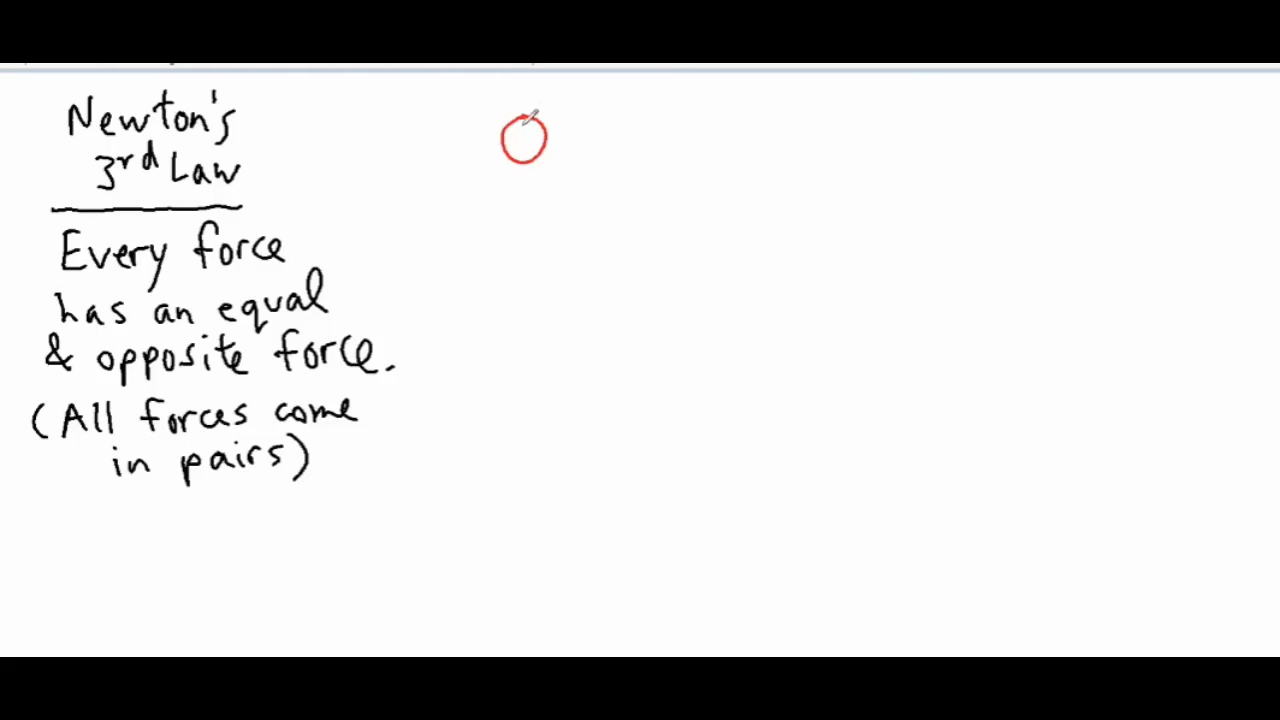 Newton's
3rd Law
Every force
has an equal
& opposite force.
(All forces come
in pairs)